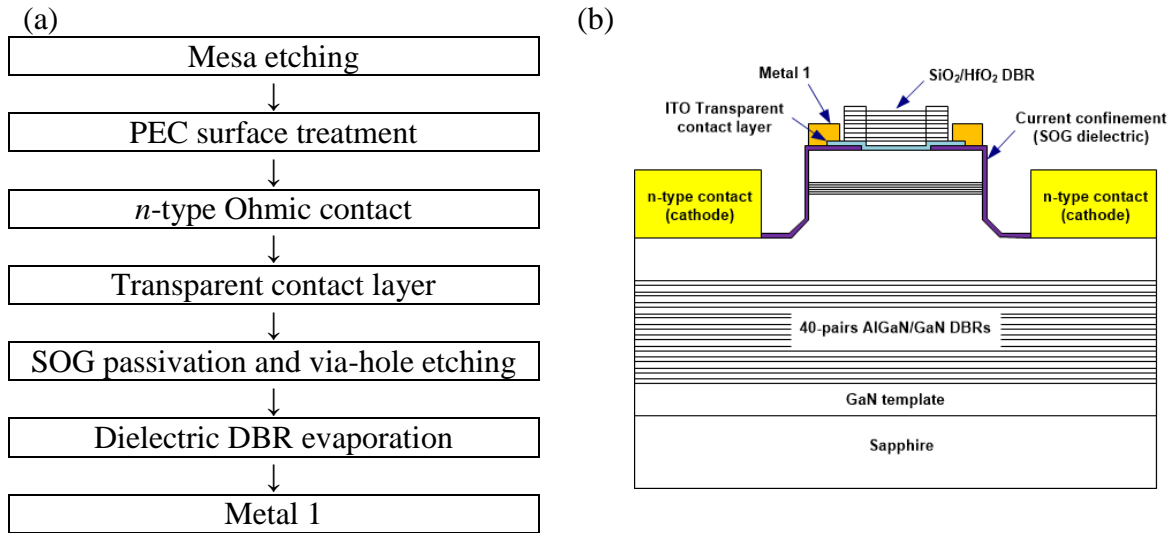 (a)
Mesa etching
↓
PEC surface treatment
↓
n-type Ohmic contact
↓
Transparent contact layer
↓
SOG passivation and via-hole etching
↓
Dielectric DBR evaporation
↓
Metal 1
(b)
SiO₂/HfO₂ DBR
Metal 1
ITO Transparent
contact layer
Current confinement
(SOG dielectric)
n-type contact
(cathode)
n-type contact
(cathode)
40-pairs AlGaN/GaN DBRs
GaN template
Sapphire